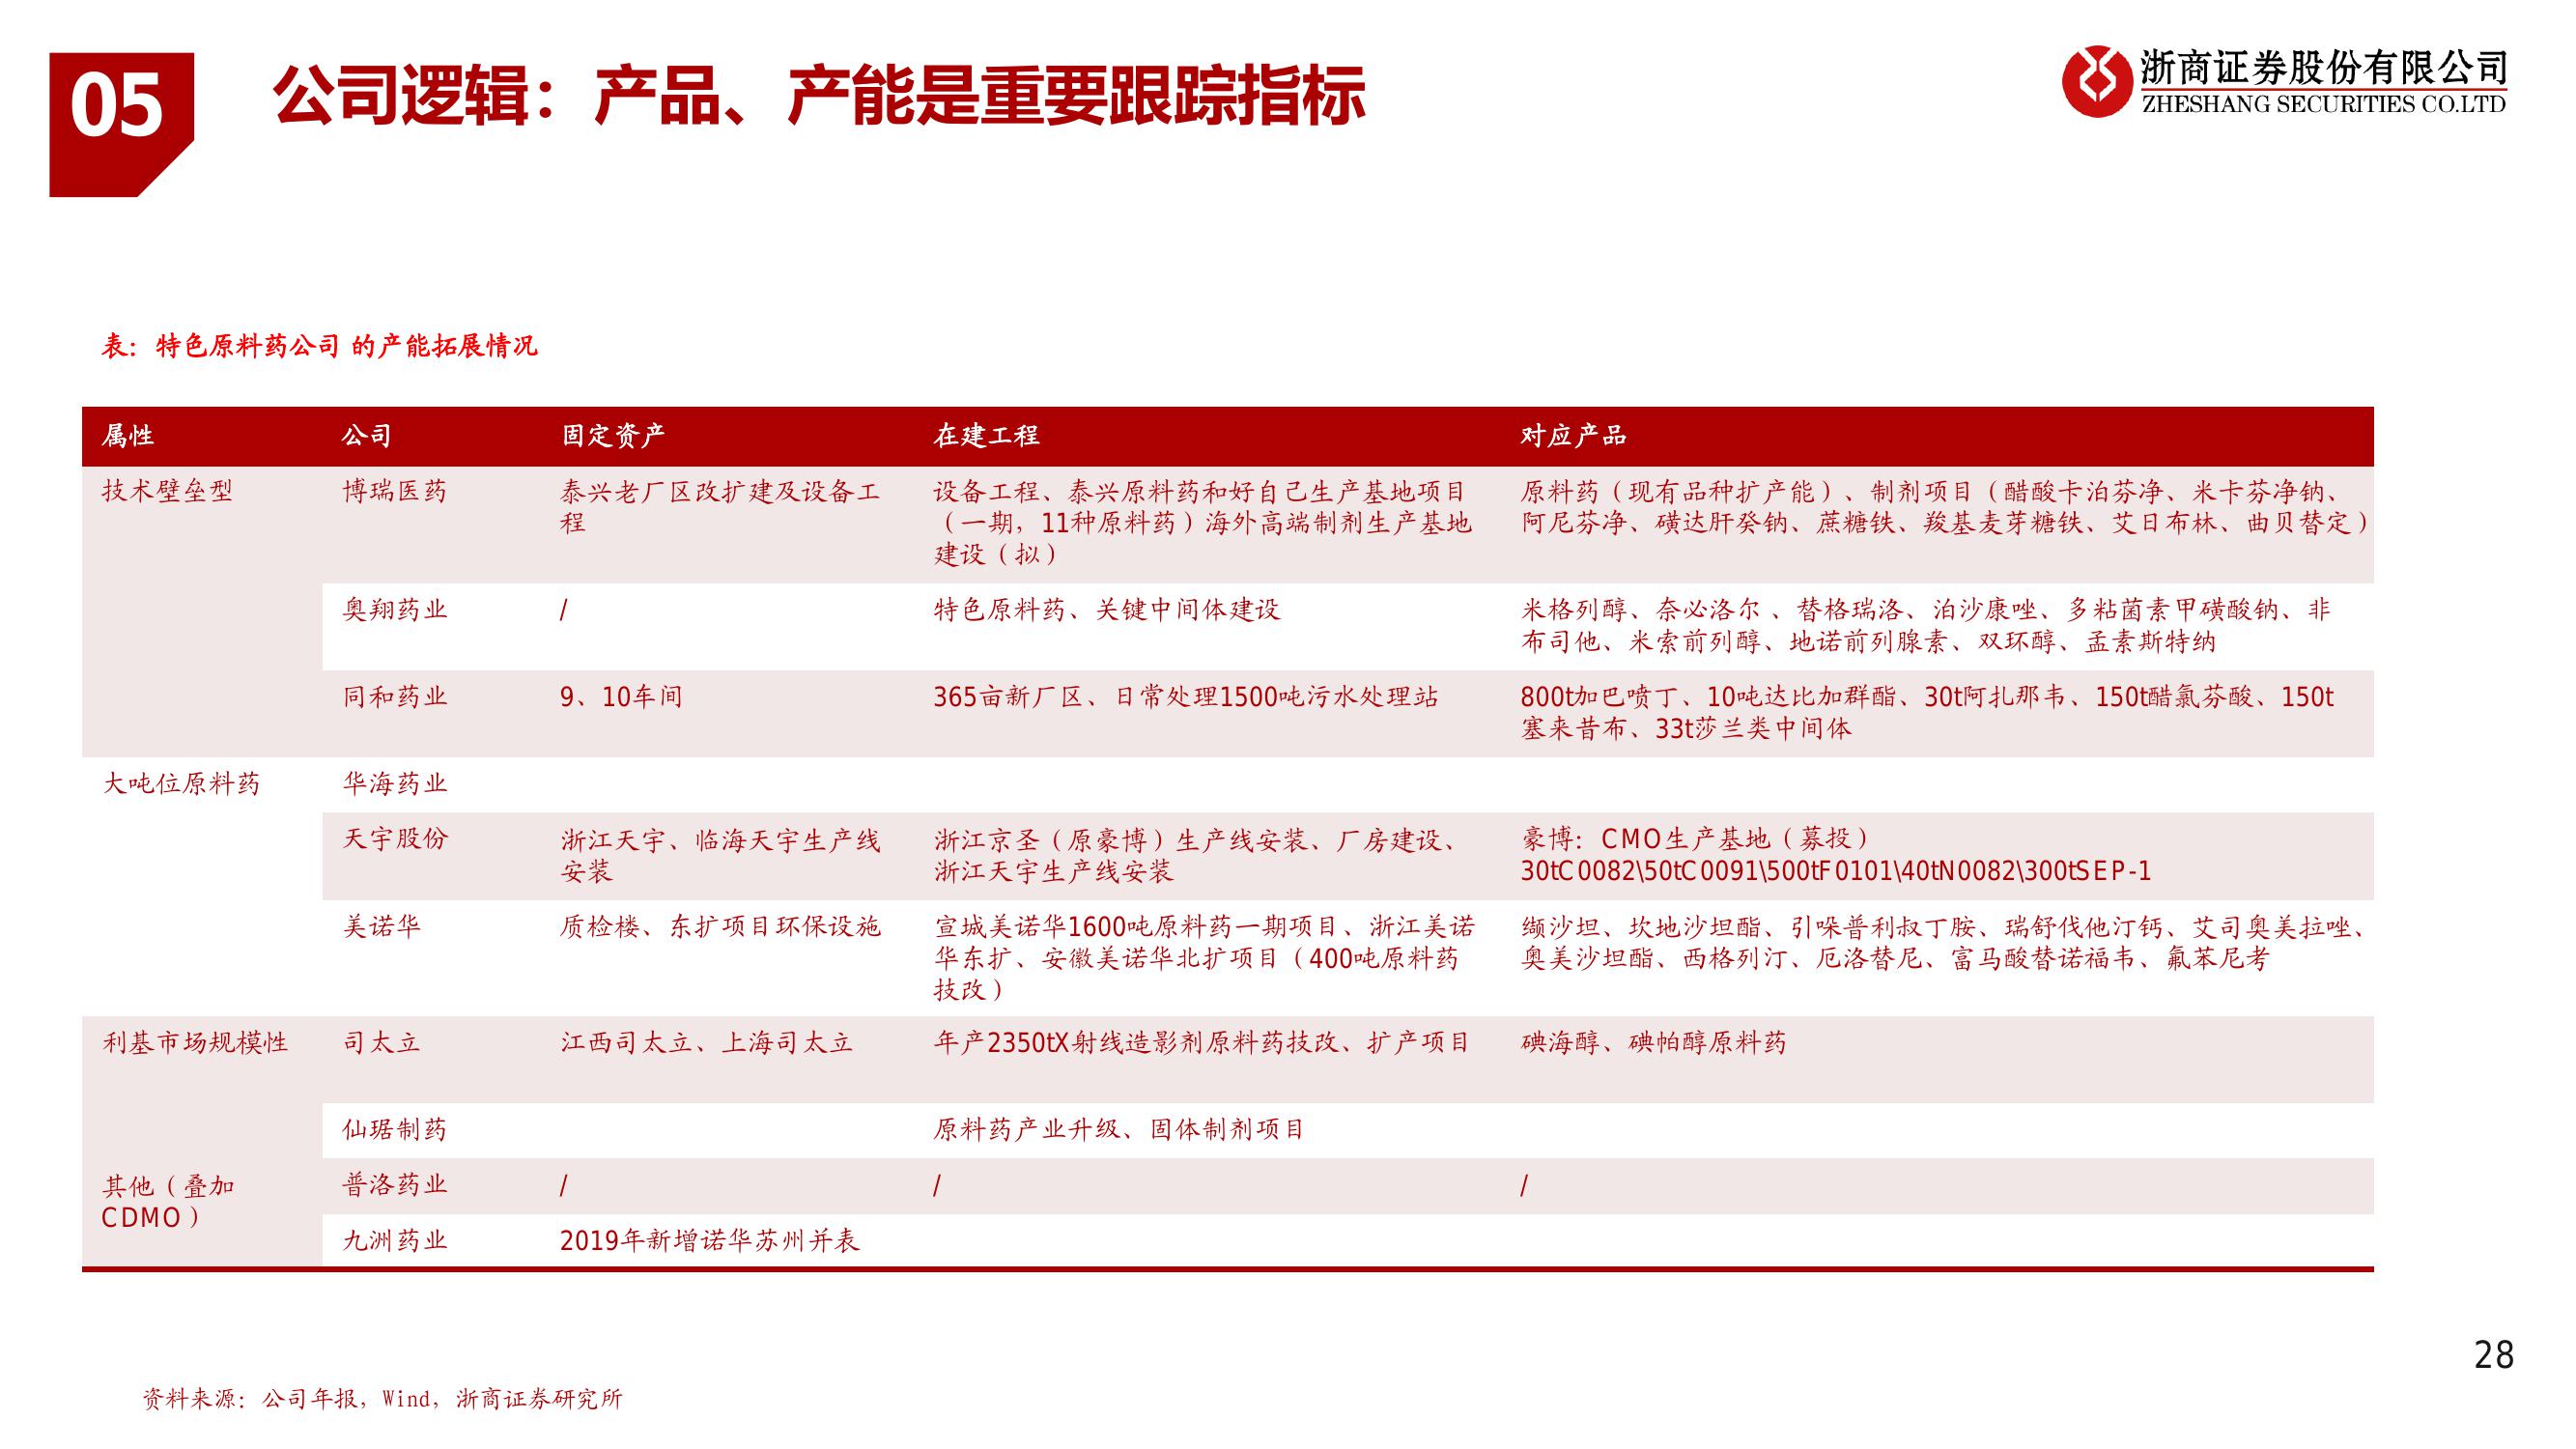 05
公司逻辑：产品、产能是重要跟踪指标
浙商证券股份有限公司
ZHESHANG SECURITIES CO.LTD
表：特色原料药公司 的产能拓展情况
属性 公司 固定资产 在建工程 对应产品
技术壁垒型 博瑞医药 泰兴老厂区改扩建及设备工 设备工程、泰兴原料药和好自己生产基地项目 原料药（现有品种扩产能）、制剂项目（醋酸卡泊芬净、米卡芬净钠、
程 （一期，11种原料药）海外高端制剂生产基地 阿尼芬净、磺达肝癸钠、蔗糖铁、羧基麦芽糖铁、艾日布林、曲贝替定）
建设（拟）
奥翔药业 / 特色原料药、关键中间体建设 米格列醇、奈必洛尔 、替格瑞洛、泊沙康唑、多粘菌素甲磺酸钠、非
布司他、米索前列醇、地诺前列腺素、双环醇、孟素斯特纳
同和药业 9、10车间 365亩新厂区、日常处理1500吨污水处理站 800t加巴喷丁、10吨达比加群酯、30t阿扎那韦、150t醋氯芬酸、150t
塞来昔布、33t莎兰类中间体
大吨位原料药 华海药业
天宇股份 浙江天宇、临海天宇生产线 浙江京圣（原豪博）生产线安装、厂房建设、 豪博：CMO生产基地（募投）
安装 浙江天宇生产线安装 30tC0082\50tC0091\500tF0101\40tN0082\300tSEP-1
美诺华 质检楼、东扩项目环保设施 宣城美诺华1600吨原料药一期项目、浙江美诺 缬沙坦、坎地沙坦酯、引哚普利叔丁胺、瑞舒伐他汀钙、艾司奥美拉唑、
华东扩、安徽美诺华北扩项目（400吨原料药 奥美沙坦酯、西格列汀、厄洛替尼、富马酸替诺福韦、氟苯尼考
技改）
利基市场规模性 司太立 江西司太立、上海司太立 年产2350tX射线造影剂原料药技改、扩产项目 碘海醇、碘帕醇原料药
仙琚制药 原料药产业升级、固体制剂项目
其他（叠加 普洛药业 / / /
CDMO）
九洲药业 2019年新增诺华苏州并表
28
资料来源：公司年报，Wind，浙商证券研究所